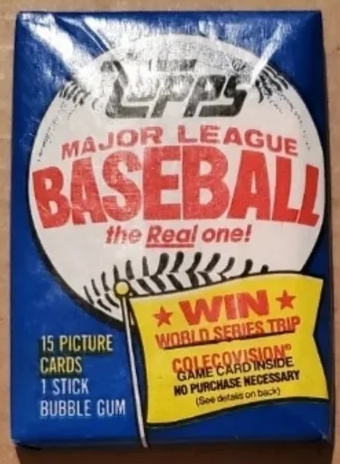 Topps
MAJOR LEAGUE
BASEBALL
the Real one!
★ WIN ★
WORLD SERIES TRIP
COLECOVISION®
GAME CARD INSIDE
NO PURCHASE NECESSARY
(See details on back)
15 PICTURE
CARDS
1 STICK
BUBBLE GUM